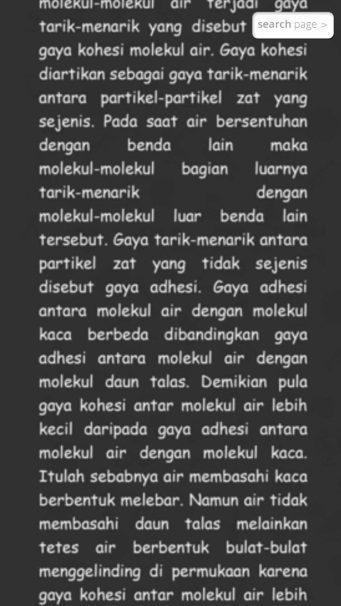 molekul-molekul air terjadi gaya
tarik-menarik yang disebut
search page >
gaya kohesi molekul air. Gaya kohesi
diartikan sebagai gaya tarik-menarik
antara partikel-partikel zat yang
sejenis. Pada saat air bersentuhan
dengan benda lain maka
molekul-molekul bagian luarnya
tarik-menarik dengan
molekul-molekul luar benda lain
tersebut. Gaya tarik-menarik antara
partikel zat yang tidak sejenis
disebut gaya adhesi. Gaya adhesi
antara molekul air dengan molekul
kaca berbeda dibandingkan gaya
adhesi antara molekul air dengan
molekul daun talas. Demikian pula
gaya kohesi antar molekul air lebih
kecil daripada gaya adhesi antara
molekul air dengan molekul kaca.
Itulah sebabnya air membasahi kaca
berbentuk melebar. Namun air tidak
membasahi daun talas melainkan
tetes air berbentuk bulat-bulat
menggelinding di permukaan karena
gaya kohesi antar molekul air lebih